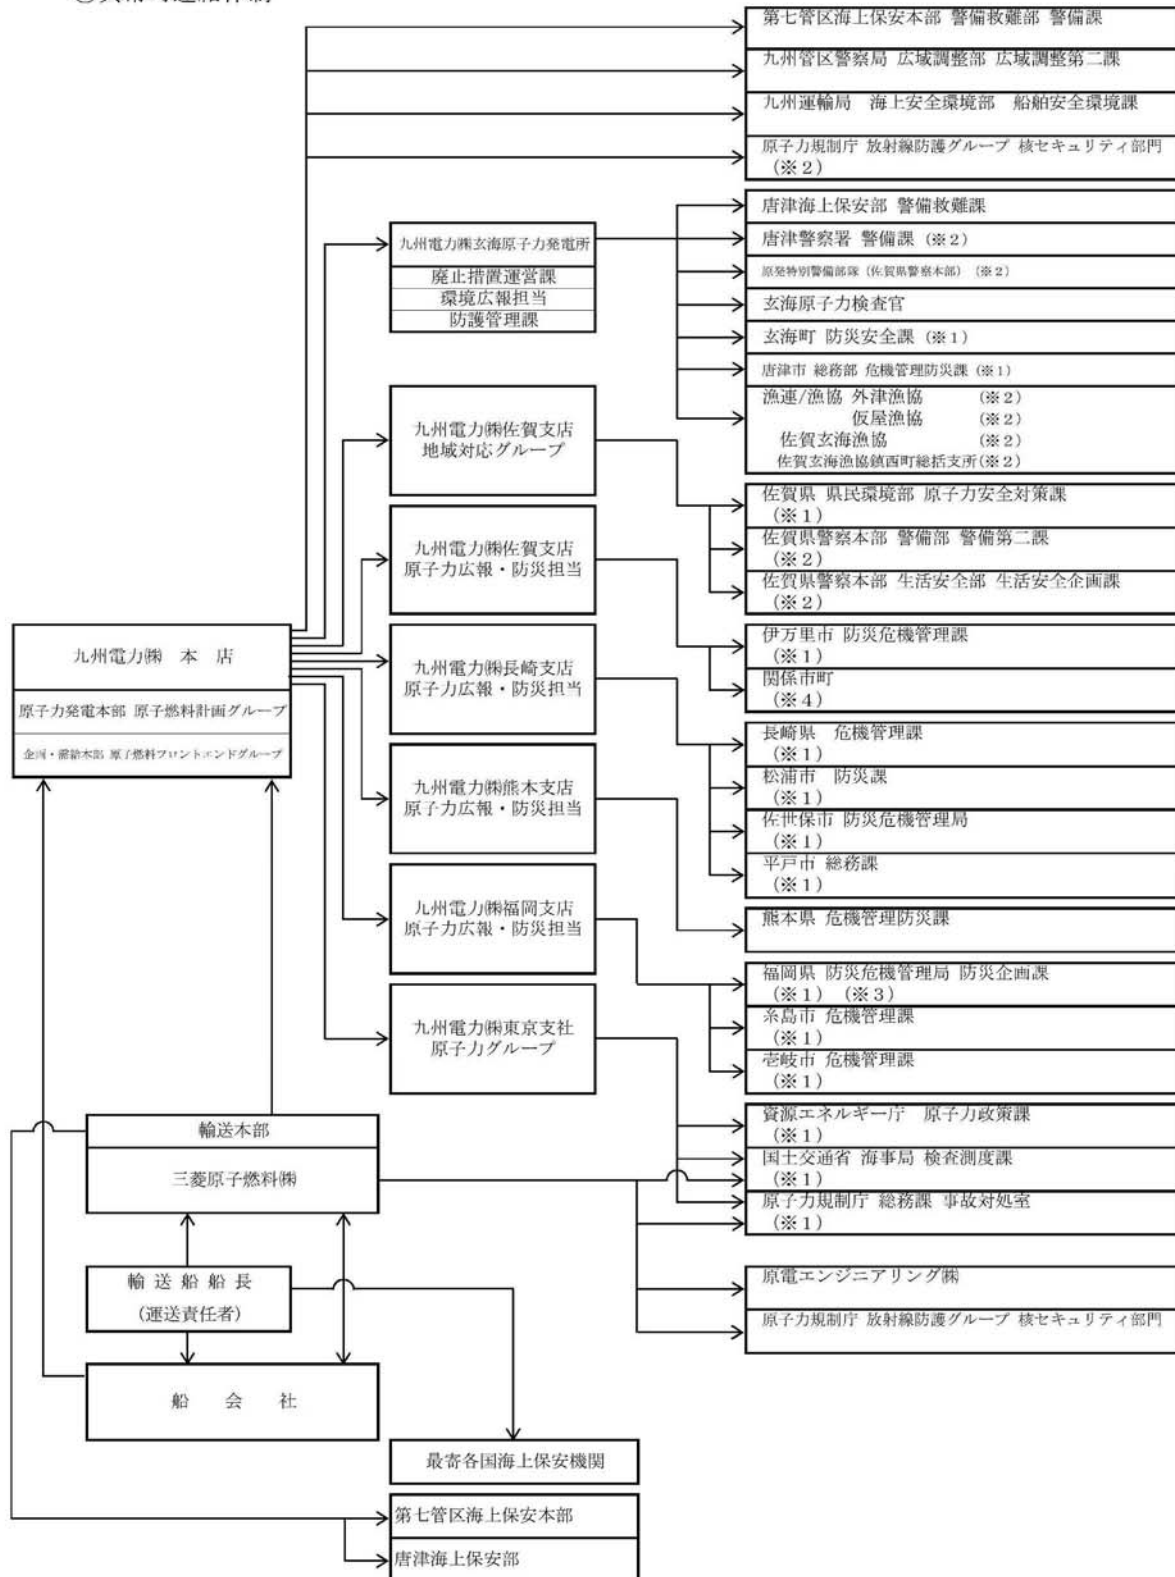 第七管区海上保安本部 警備救難部 警備課
九州管区警察局 広域調整部 広域調整第二課
九州運輸局 海上安全環境部 船舶安全環境課
原子力規制庁 放射線防護グループ 核セキュリティ部門
(※2)
唐津海上保安部 警備救難課
唐津警察署 警備課 (※2)
原発特別警備部隊 (佐賀県警察本部) (※2)
玄海原子力検査官
玄海町 防災安全課 (※1)
唐津市 総務部 危機管理防災課 (※1)
漁連/漁協 外津漁協 (※2)
仮屋漁協 (※2)
佐賀玄海漁協 (※2)
佐賀玄海漁協鎮西町総括支所(※2)
九州電力㈱玄海原子力発電所
廃止措置運営課
環境広報担当
防護管理課
九州電力㈱佐賀支店
地域対応グループ
佐賀県 県民環境部 原子力安全対策課
(※1)
佐賀県警察本部 警備部 警備第二課
(※2)
佐賀県警察本部 生活安全部 生活安全企画課
(※2)
九州電力㈱佐賀支店
原子力広報・防災担当
伊万里市 防災危機管理課
(※1)
関係市町
(※4)
九州電力㈱ 本 店
原子力発電本部 原子燃料計画グループ
企画・需給本部 原子燃料フロントエンドグループ
九州電力㈱長崎支店
原子力広報・防災担当
長崎県 危機管理課
(※1)
松浦市 防災課
(※1)
佐世保市 防災危機管理局
(※1)
平戸市 総務課
(※1)
九州電力㈱熊本支店
原子力広報・防災担当
熊本県 危機管理防災課
九州電力㈱福岡支店
原子力広報・防災担当
福岡県 防災危機管理局 防災企画課
(※1) (※3)
糸島市 危機管理課
(※1)
壱岐市 危機管理課
(※1)
九州電力㈱東京支社
原子力グループ
資源エネルギー庁 原子力政策課
(※1)
国土交通省 海事局 検査測度課
(※1)
原子力規制庁 総務課 事故対処室
(※1)
輸送本部
三菱原子燃料㈱
原電エンジニアリング㈱
原子力規制庁 放射線防護グループ 核セキュリティ部門
輸 送 船 船 長
(運送責任者)
船 会 社
最寄各国海上保安機関
第七管区海上保安本部
唐津海上保安部